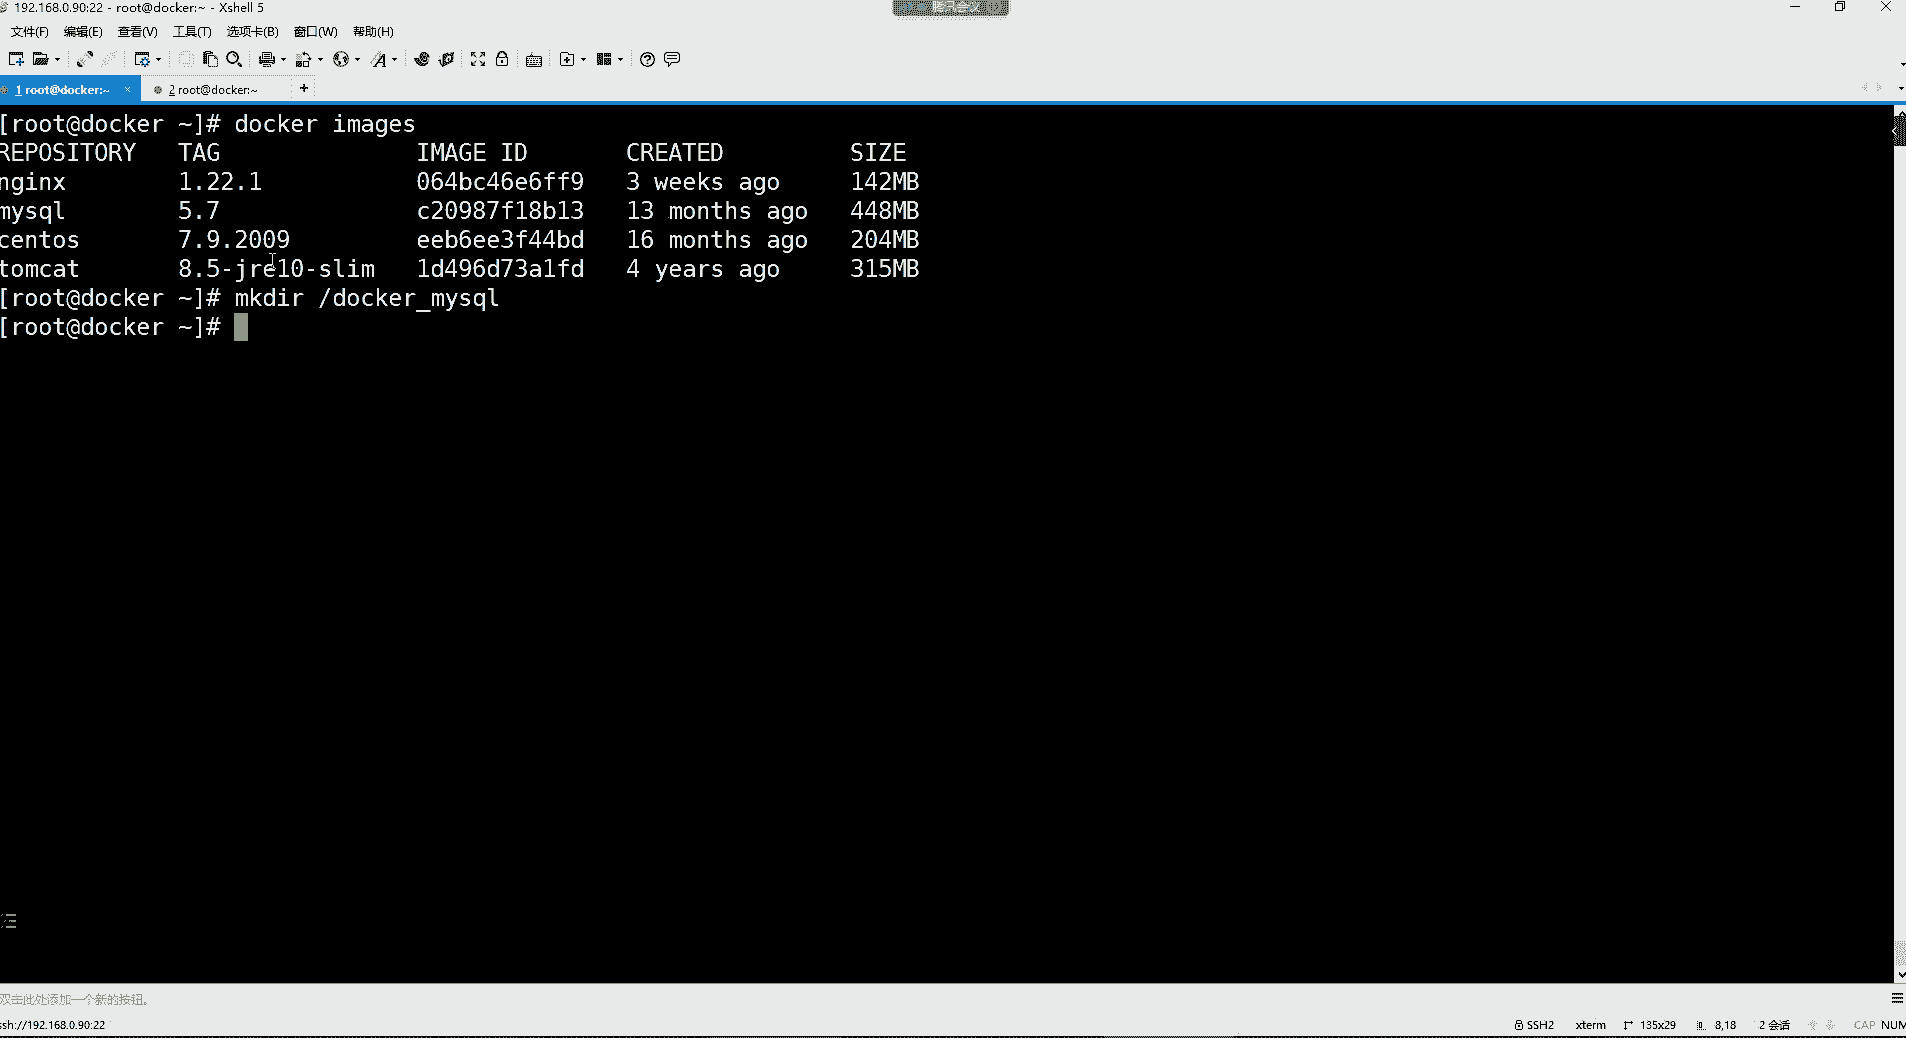 192.168.0.90:22 - root@docker:~ - Xshell 5
腾讯会议
文件(F) 编辑(E) 查看(V) 工具(T) 选项卡(B) 窗口(W) 帮助(H)
1 root@docker:~ × 2 root@docker:~ +
[root@docker ~]# docker images
REPOSITORY TAG IMAGE ID CREATED SIZE
nginx 1.22.1 064bc46e6ff9 3 weeks ago 142MB
mysql 5.7 c20987f18b13 13 months ago 448MB
centos 7.9.2009 eeb6ee3f44bd 16 months ago 204MB
tomcat 8.5-jre10-slim 1d496d73a1fd 4 years ago 315MB
[root@docker ~]# mkdir /docker_mysql
[root@docker ~]#
双击此处添加一个新的按钮。
ssh://192.168.0.90:22 SSH2 xterm 135x29 8,18 2 会话 CAP NUM